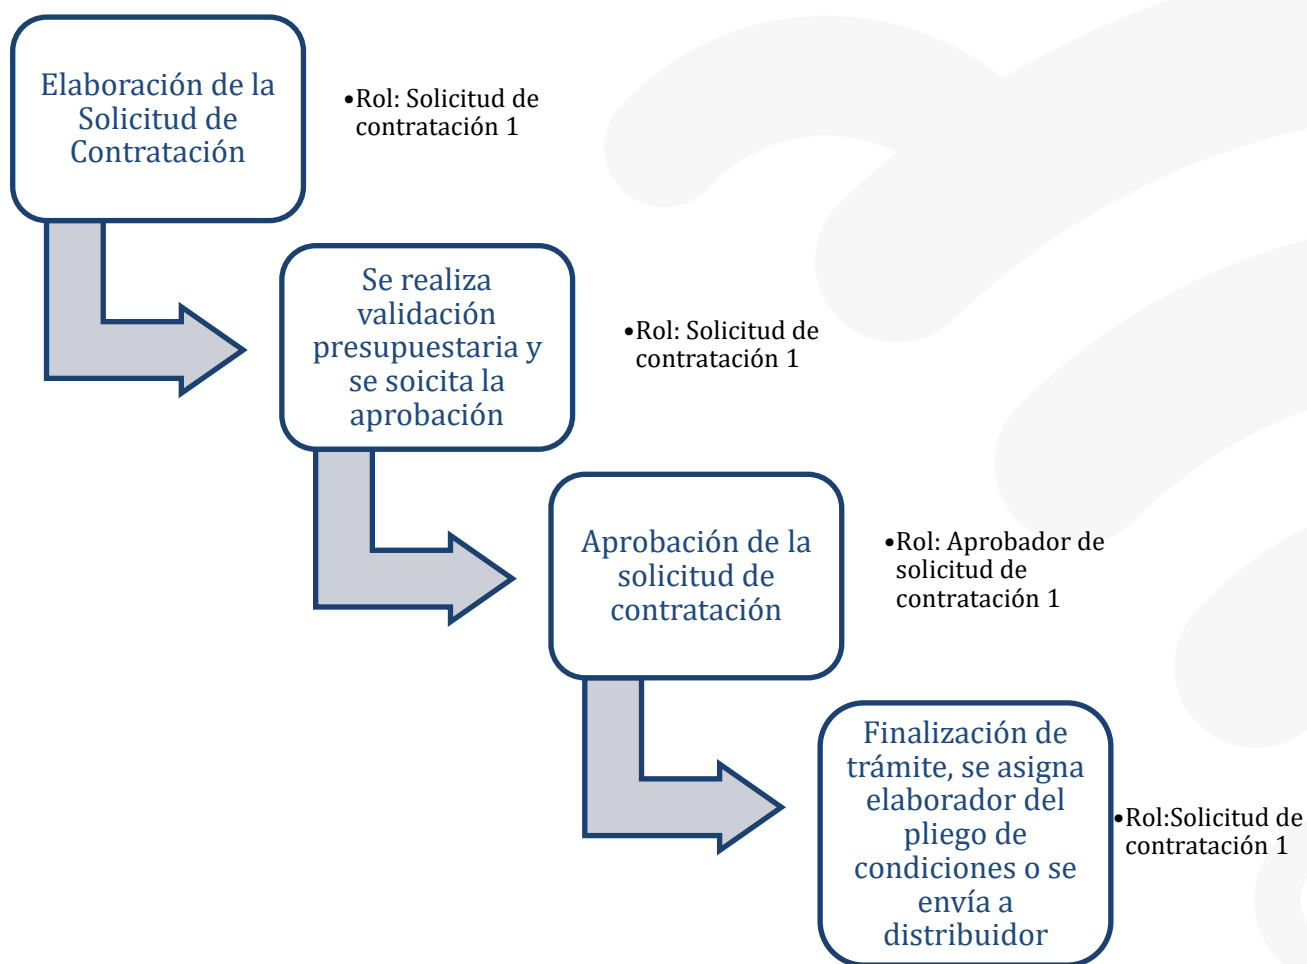 Elaboración de la
Solicitud de
Contratación
•Rol: Solicitud de
contratación 1
Se realiza
validación
presupuestaria y
se soicita la
aprobación
•Rol: Solicitud de
contratación 1
Aprobación de la
solicitud de
contratación
•Rol: Aprobador de
solicitud de
contratación 1
Finalización de
trámite, se asigna
elaborador del
pliego de
condiciones o se
envía a
distribuidor
•Rol:Solicitud de
contratación 1